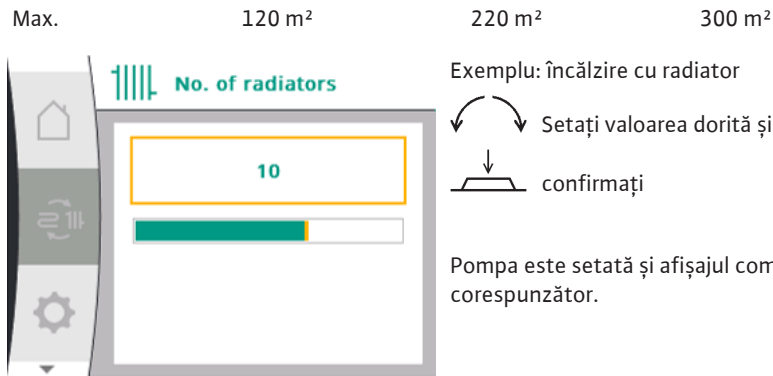 Max. 120 m² 220 m² 300 m²
No. of radiators
10
Exemplu: încălzire cu radiator
Setați valoarea dorită și
confirmați
Pompa este setată și afișajul com
corespunzător.